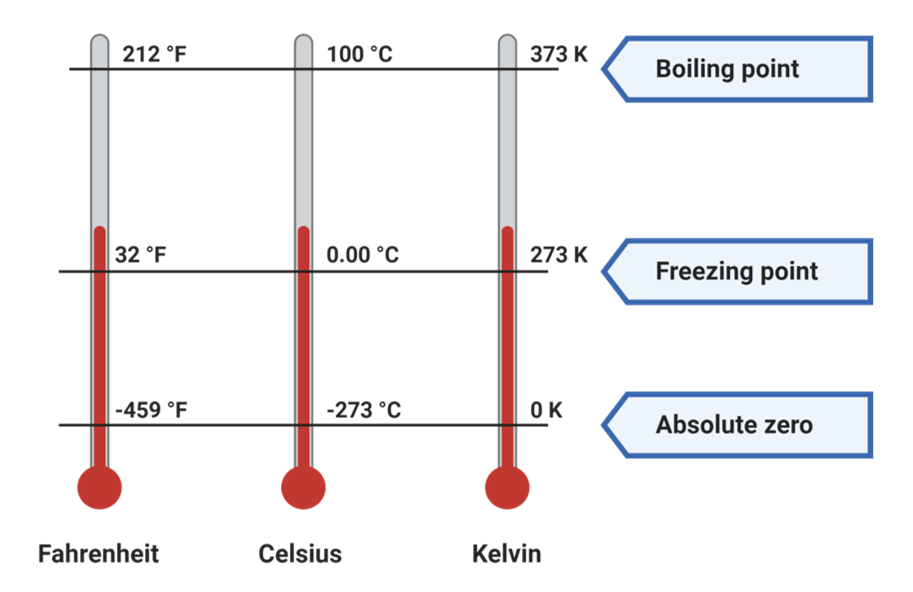 212 °F
100 °C
373 K
Boiling point
32 °F
0.00 °C
273 K
Freezing point
-459 °F
-273 °C
0 K
Absolute zero
Fahrenheit
Celsius
Kelvin